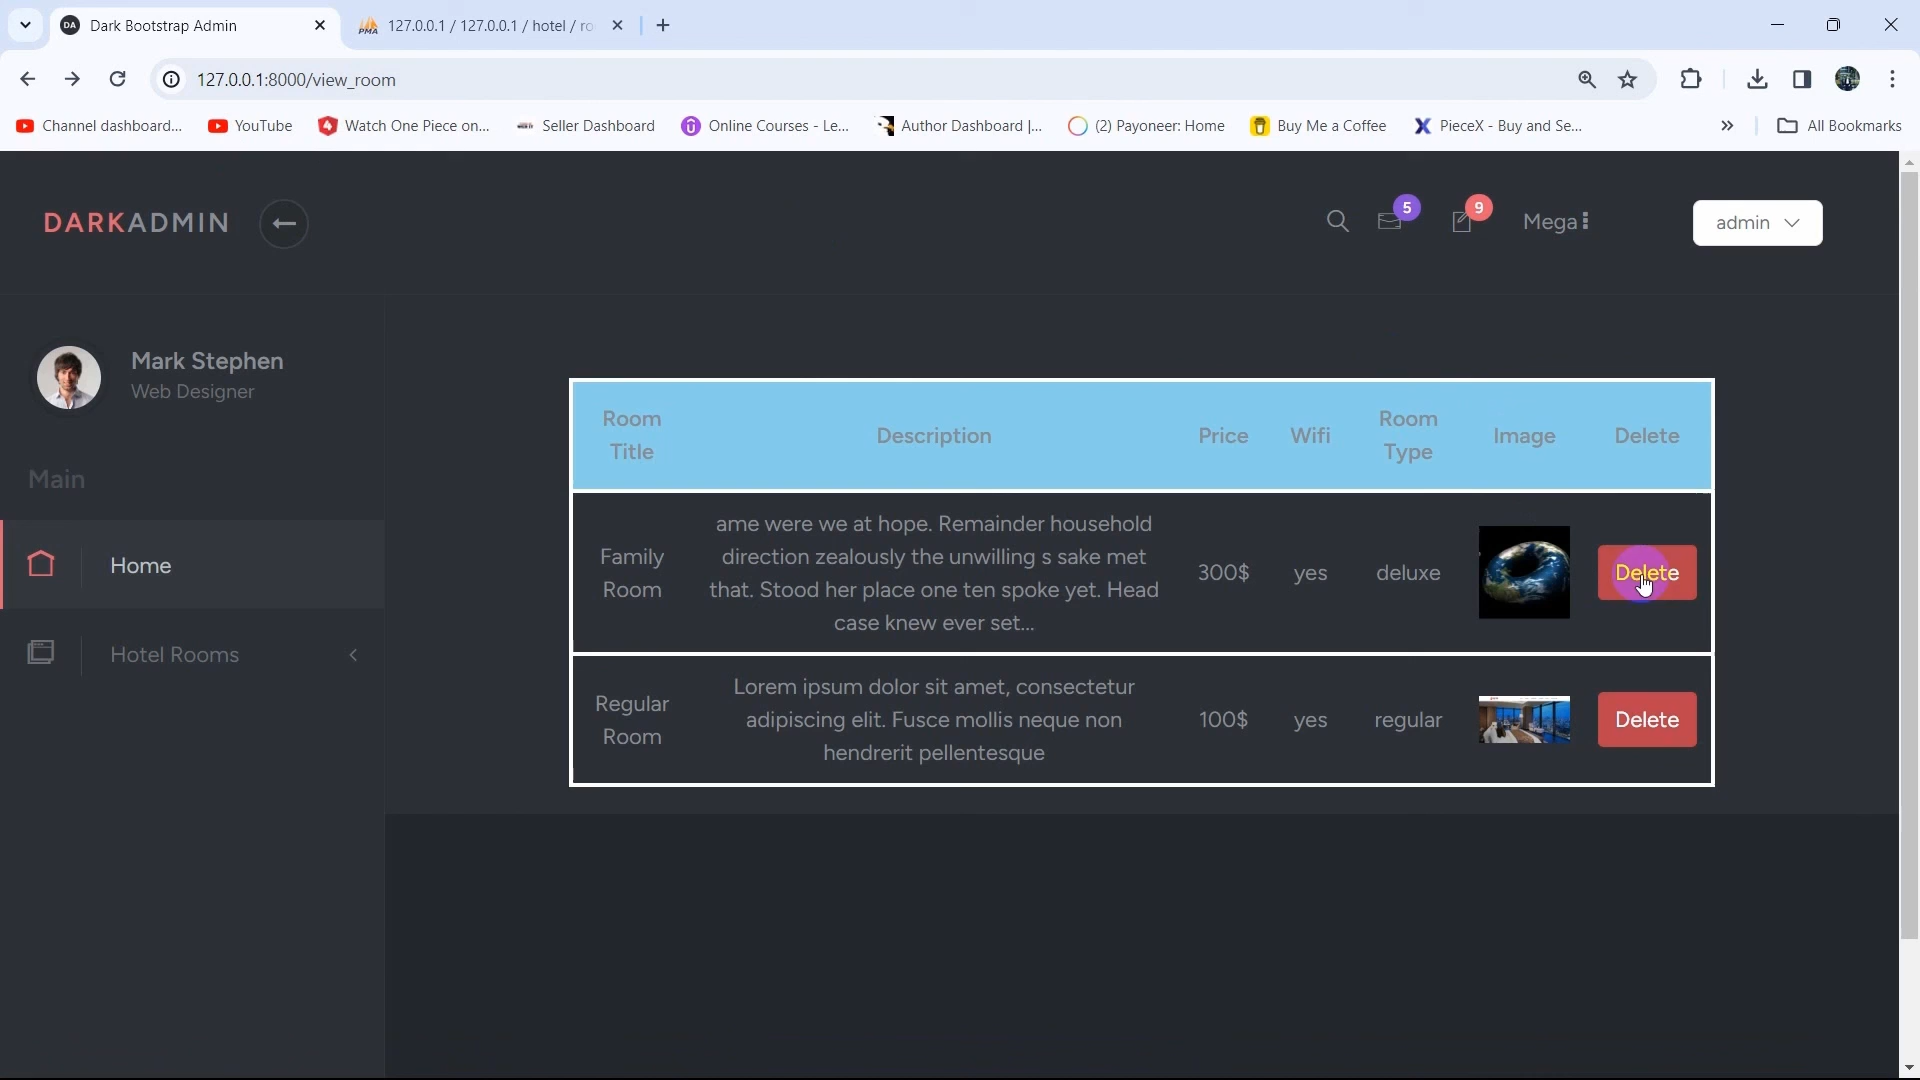 Dark Bootstrap Admin
127.0.0.1 / 127.0.0.1 / hotel / ro
127.0.0.1:8000/view_room
Channel dashboard... YouTube Watch One Piece on... Seller Dashboard Online Courses - Le... Author Dashboard |... (2) Payoneer: Home Buy Me a Coffee PieceX - Buy and Se... » All Bookmarks
DARKADMIN 5 9 Mega admin
Mark Stephen
Web Designer
Main
Home
Hotel Rooms
Room Title Description Price Wifi Room Type Image Delete
Family Room
ame were we at hope. Remainder household
direction zealously the unwilling s sake met
that. Stood her place one ten spoke yet. Head
case knew ever set...
300$ yes deluxe Delete
Regular Room
Lorem ipsum dolor sit amet, consectetur
adipiscing elit. Fusce mollis neque non
hendrerit pellentesque
100$ yes regular Delete